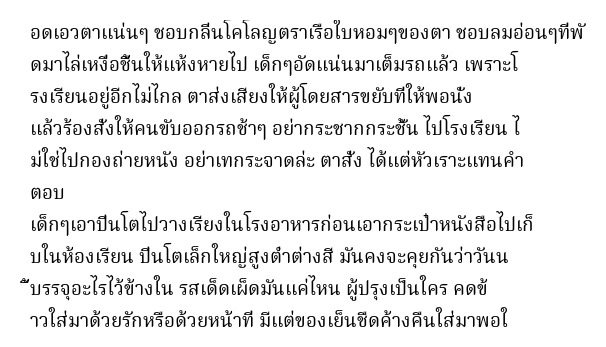 อดเอวตาแน่นๆ ชอบกลิ่นโคโลญตราเรือใบหอมๆของตา ชอบลมอ่อนๆที่พั
ดมาไล่เหงื่อชื้นให้แห้งหายไป เด็กๆอัดแน่นมาเต็มรถแล้ว เพราะโ
รงเรียนอยู่อีกไม่ไกล ตาส่งเสียงให้ผู้โดยสารขยับที่ให้พอนั่ง
แล้วร้องสั่งให้คนขับออกรถช้าๆ อย่ากระชากกระชั้น ไปโรงเรียน ไ
ม่ใช่ไปกองถ่ายหนัง อย่าเทกระจาดล่ะ ตาสั่ง ได้แต่หัวเราะแทนคำ
ตอบ
เด็กๆเอาปิ่นโตไปวางเรียงในโรงอาหารก่อนเอากระเป๋าหนังสือไปเก็
บในห้องเรียน ปิ่นโตเล็กใหญ่สูงต่ำต่างสี มันคงจะคุยกันว่าวันน
ี้บรรจุอะไรไว้ข้างใน รสเด็ดเผ็ดมันแค่ไหน ผู้ปรุงเป็นใคร คดข้
าวใส่มาด้วยรักหรือด้วยหน้าที่ มีแต่ของเย็นชืดค้างคืนใส่มาพอใ